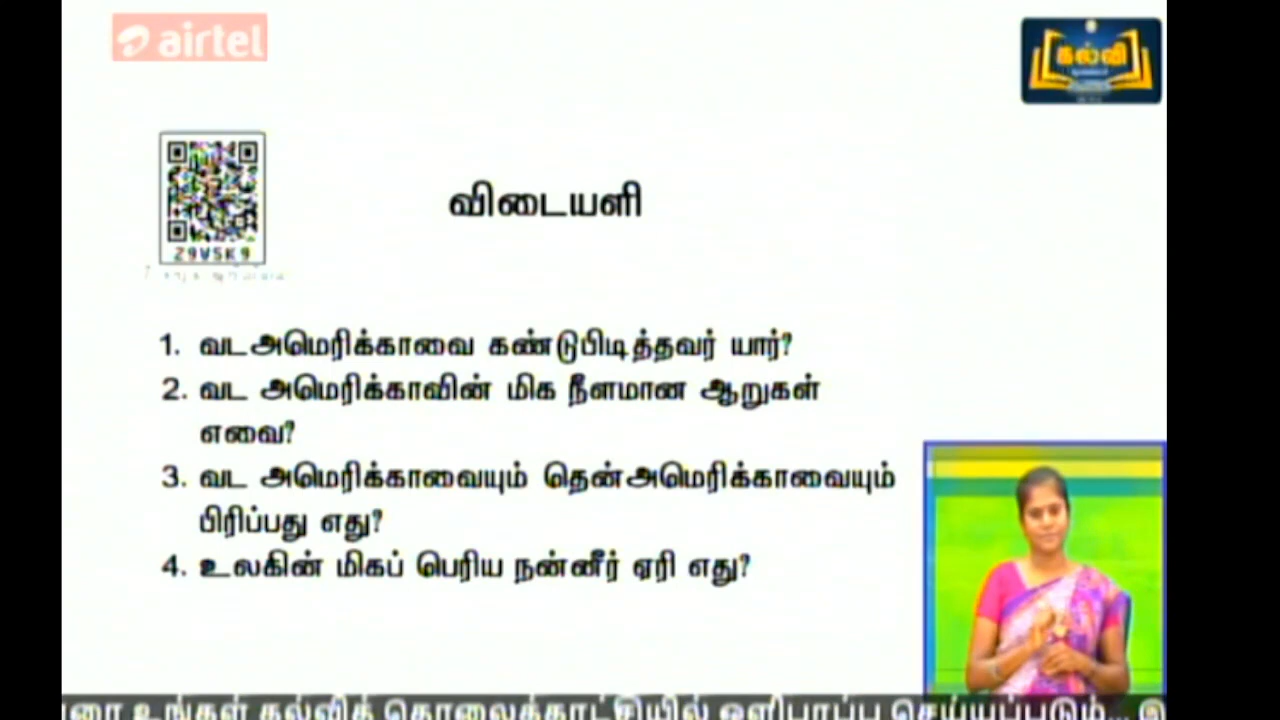 airtel
கல்வி
Z9V5K9
விடையளி
1. வடஅமெரிக்காவை கண்டுபிடித்தவர் யார்?
2. வட அமெரிக்காவின் மிக நீளமான ஆறுகள்
எவை?
3. வட அமெரிக்காவையும் தென்அமெரிக்காவையும்
பிரிப்பது எது?
4. உலகின் மிகப் பெரிய நன்னீர் ஏரி எது?
உங்கள் கல்வித் தொலைக்காட்சியில் ஒளிபரப்பு செய்யப்படும்...